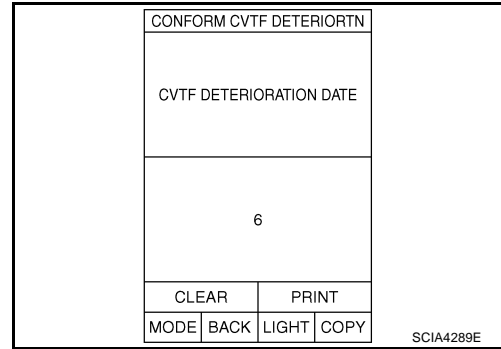 CONFORM CVTF DETERIORTN
CVTF DETERIORATION DATE
6
CLEAR PRINT
MODE BACK LIGHT COPY
SCIA4289E